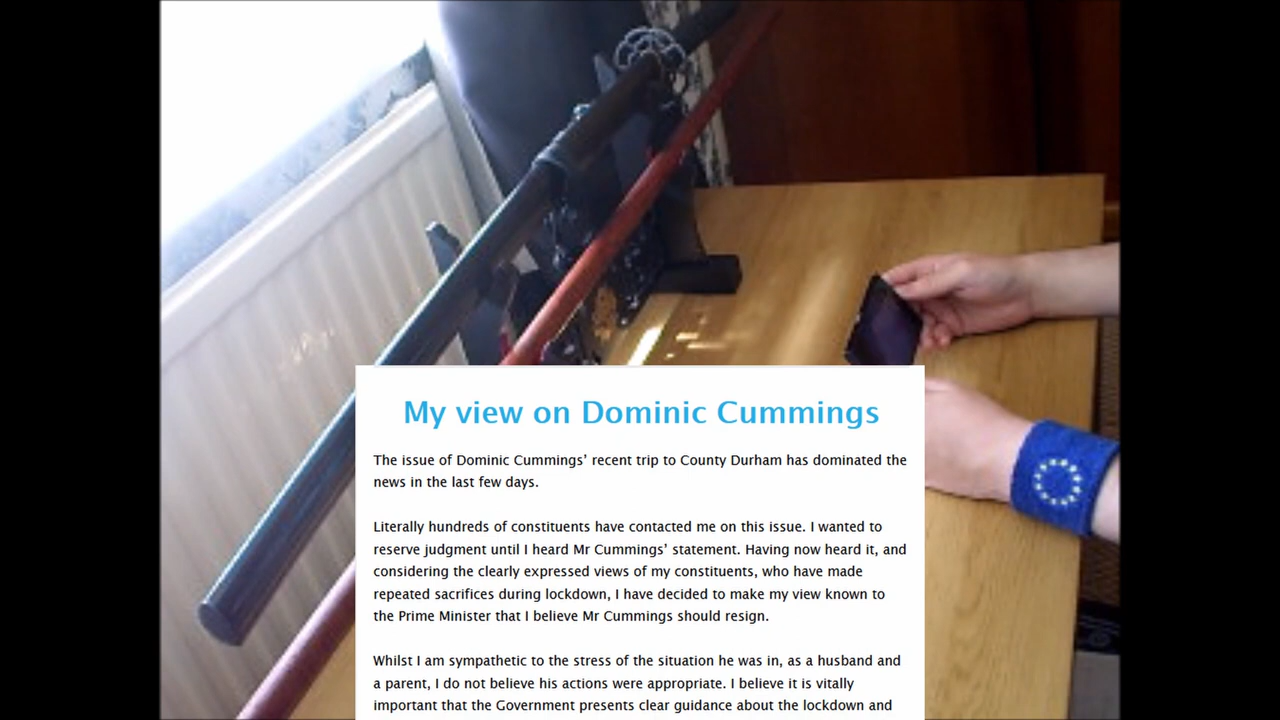 My view on Dominic Cummings
The issue of Dominic Cummings’ recent trip to County Durham has dominated the
news in the last few days.
Literally hundreds of constituents have contacted me on this issue. I wanted to
reserve judgment until I heard Mr Cummings’ statement. Having now heard it, and
considering the clearly expressed views of my constituents, who have made
repeated sacrifices during lockdown, I have decided to make my view known to
the Prime Minister that I believe Mr Cummings should resign.
Whilst I am sympathetic to the stress of the situation he was in, as a husband and
a parent, I do not believe his actions were appropriate. I believe it is vitally
important that the Government presents clear guidance about the lockdown and